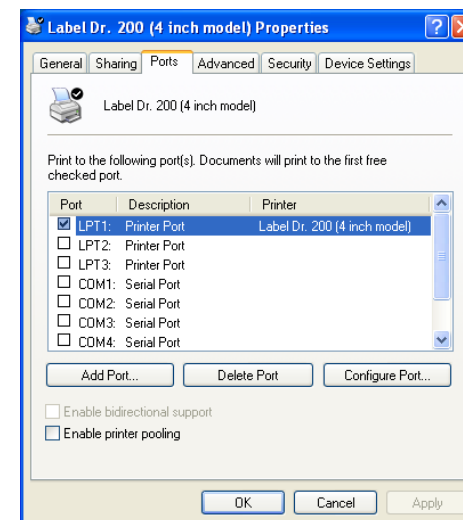 Label Dr. 200 (4 inch model) Properties
General Sharing Ports Advanced Security Device Settings
Label Dr. 200 (4 inch model)
Print to the following port(s). Documents will print to the first free
checked port.
Port Description Printer
LPT1: Printer Port Label Dr. 200 (4 inch model)
LPT2: Printer Port
LPT3: Printer Port
COM1: Serial Port
COM2: Serial Port
COM3: Serial Port
COM4: Serial Port
Add Port... Delete Port Configure Port...
Enable bidirectional support
Enable printer pooling
OK Cancel Apply